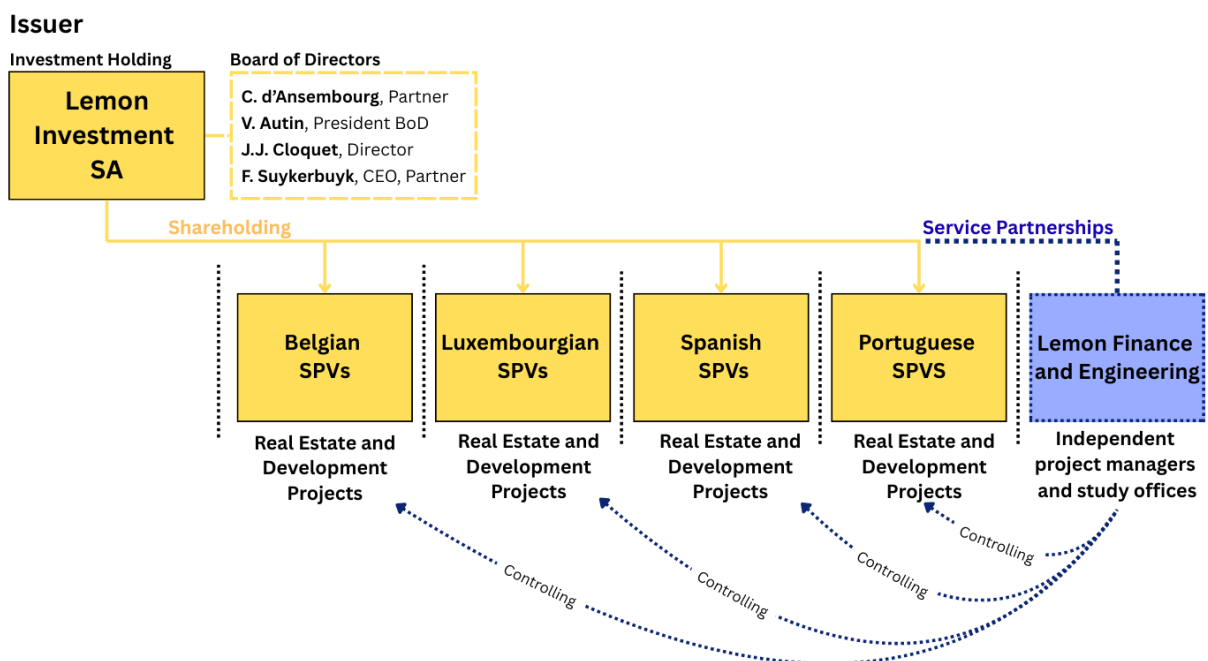 Issuer
Investment Holding
Lemon
Investment
SA
Board of Directors
C. d’Ansembourg, Partner
V. Autin, President BoD
J.J. Cloquet, Director
F. Suykerbuyk, CEO, Partner
Shareholding
Service Partnerships
Belgian
SPVs
Luxembourgian
SPVs
Spanish
SPVs
Portuguese
SPVS
Lemon Finance
and Engineering
Real Estate and
Development
Projects
Real Estate and
Development
Projects
Real Estate and
Development
Projects
Real Estate and
Development
Projects
Independent
project managers
and study offices
Controlling
Controlling
Controlling
Controlling